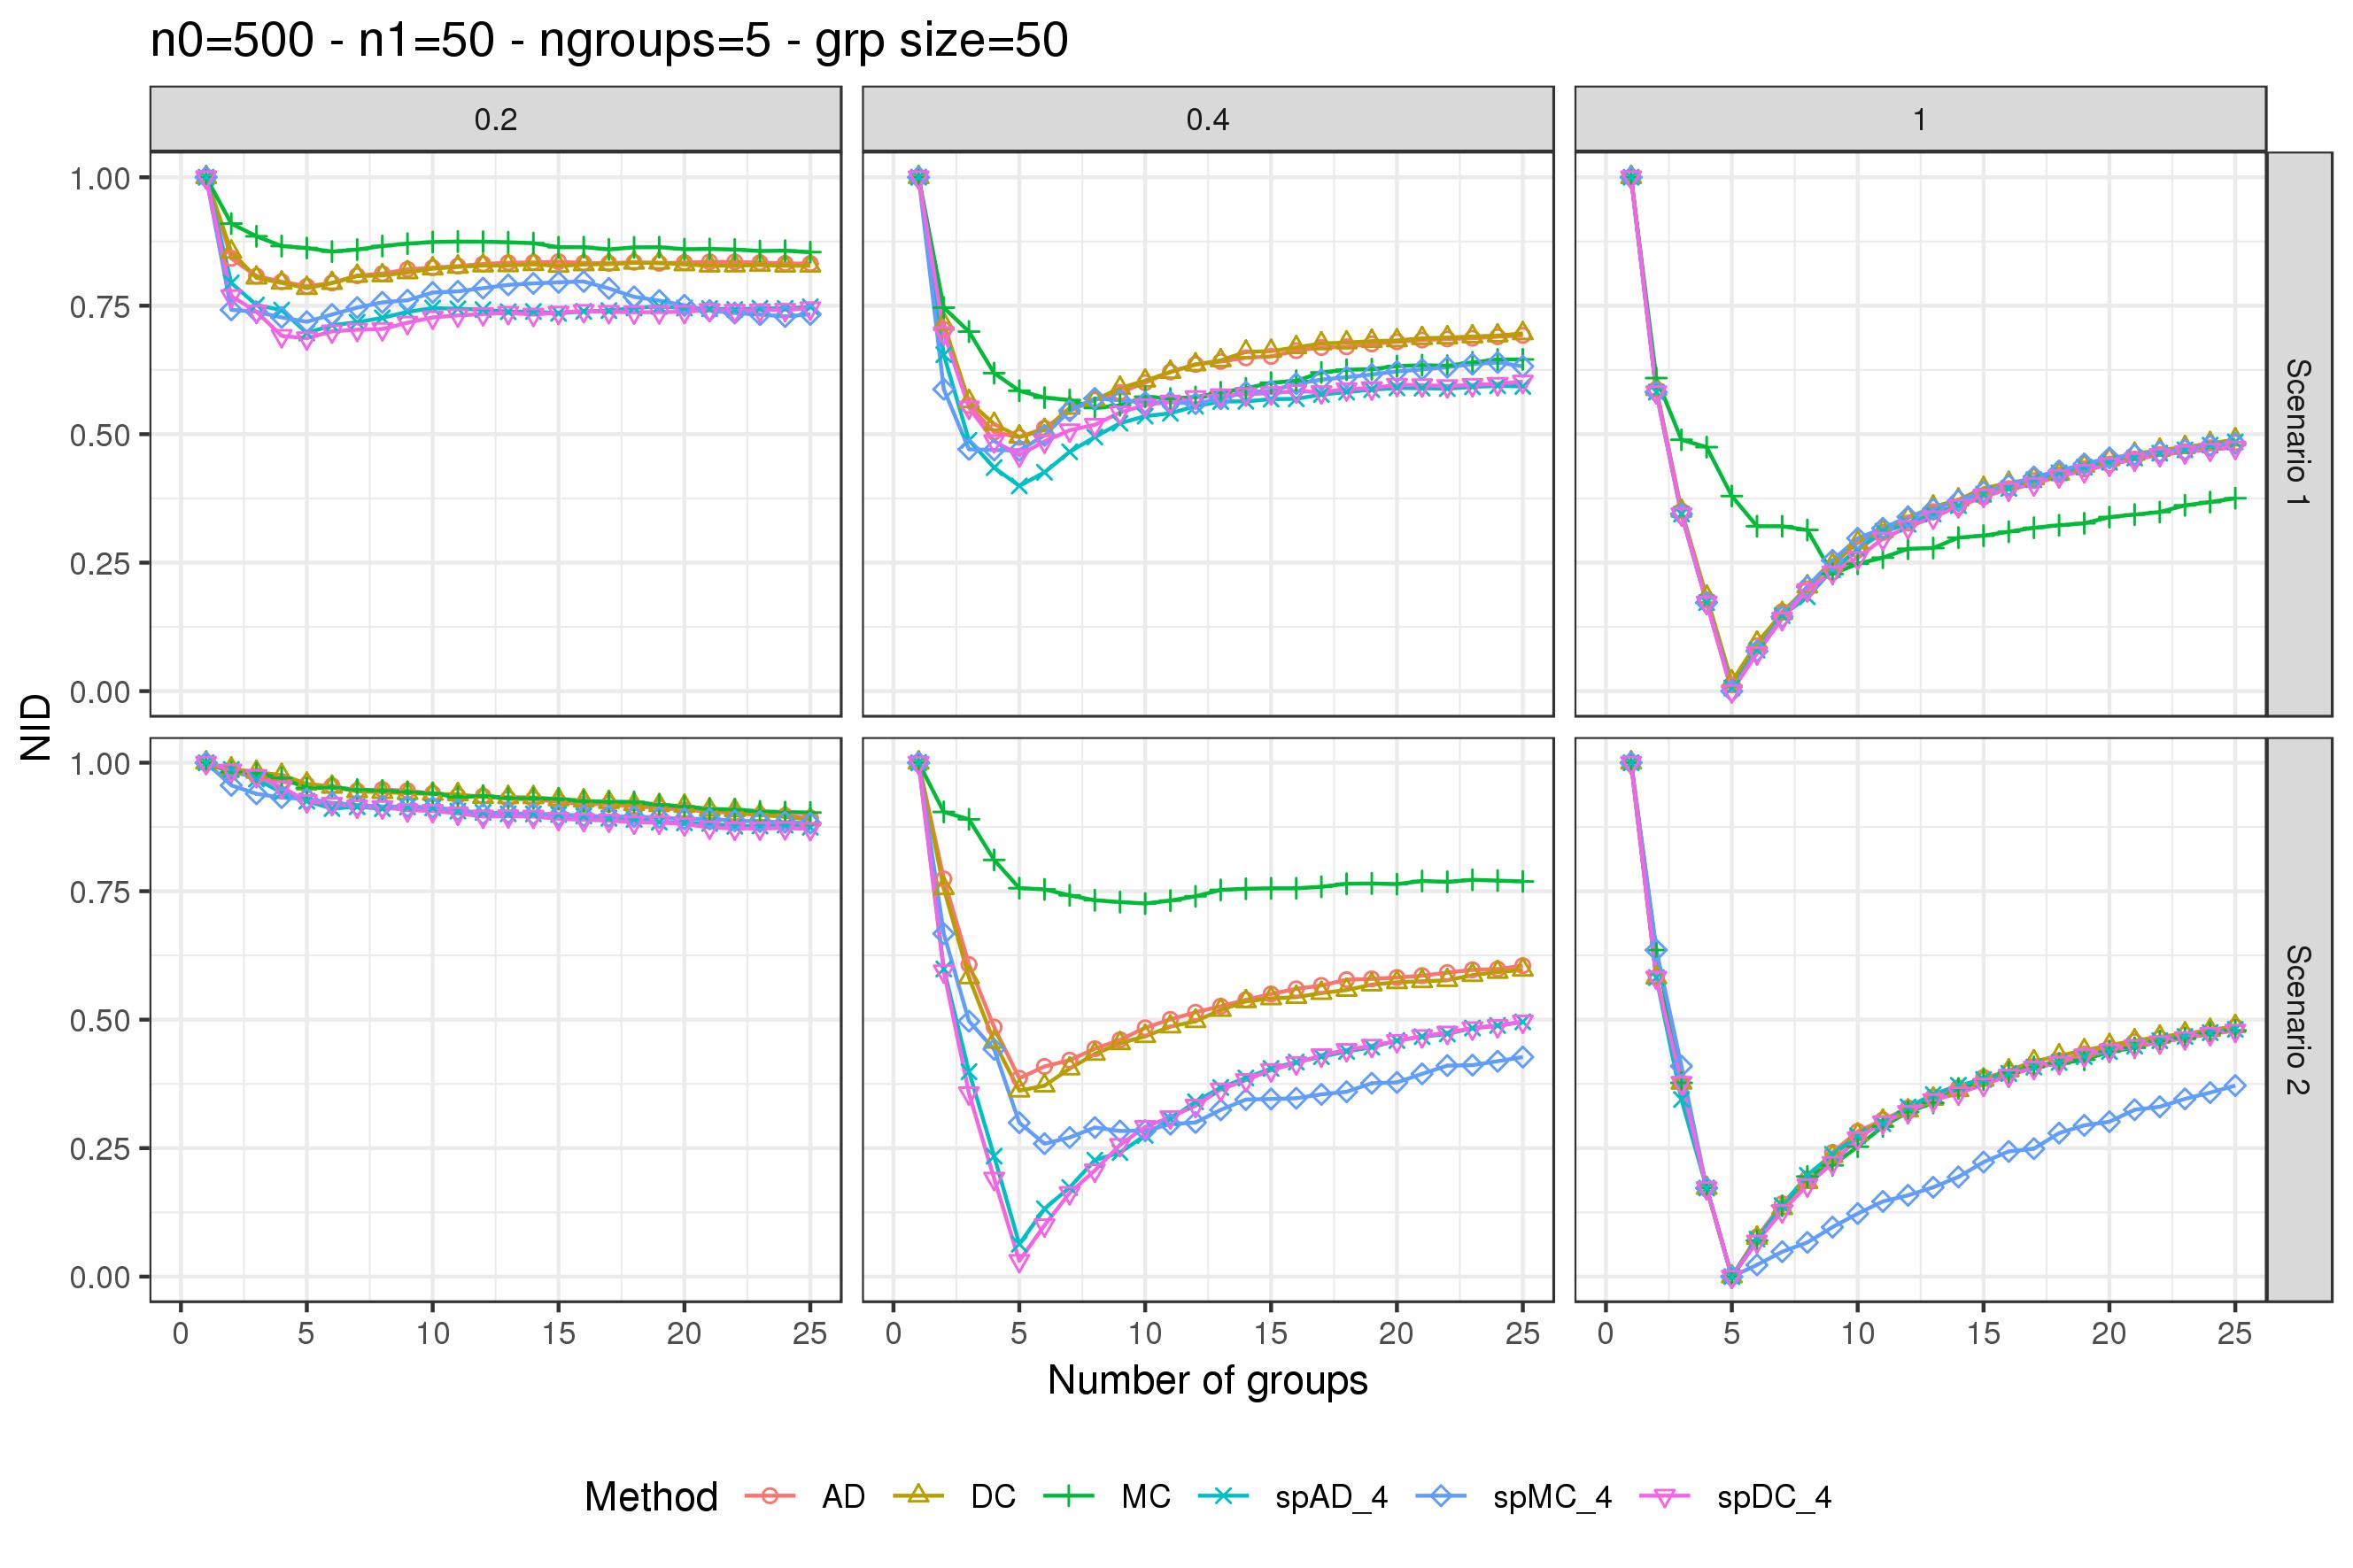 n0=500 - n1=50 - ngroups=5 - grp size=50
0.2 0.4 1
1.00
0.75
0.50
0.25
0.00
Scenario 1
NID
1.00
0.75
0.50
0.25
0.00
Scenario 2
0 5 10 15 20 25 0 5 10 15 20 25 0 5 10 15 20 25
Number of groups
Method AD DC MC spAD_4 spMC_4 spDC_4